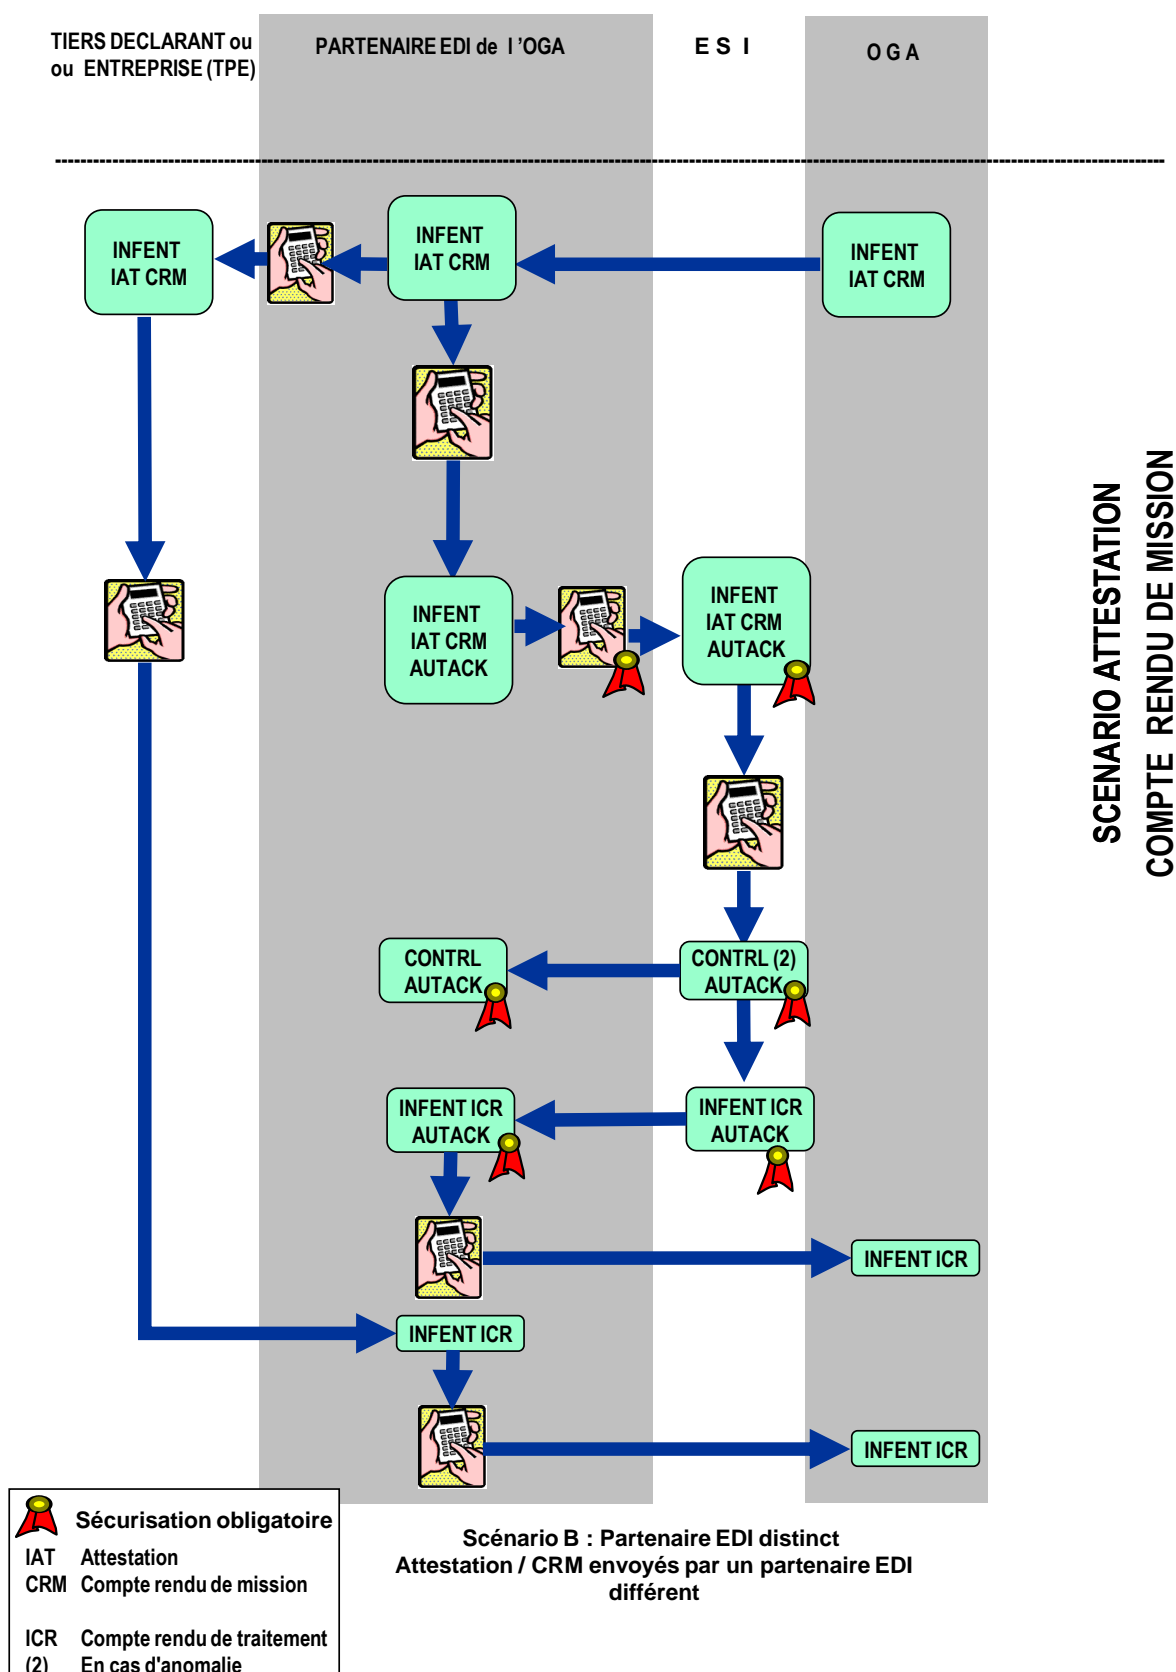 TIERS DECLARANT ou
ou ENTREPRISE (TPE)
PARTENAIRE EDI de l 'OGA
E S I
O G A
INFENT
IAT CRM
INFENT
IAT CRM
INFENT
IAT CRM
INFENT
IAT CRM
AUTACK
INFENT
IAT CRM
AUTACK
SCENARIO ATTESTATION
COMPTE RENDU DE MISSION
CONTRL
AUTACK
CONTRL (2)
AUTACK
INFENT ICR
AUTACK
INFENT ICR
AUTACK
INFENT ICR
INFENT ICR
INFENT ICR
Sécurisation obligatoire
IAT Attestation
CRM Compte rendu de mission
ICR Compte rendu de traitement
(2) En cas d'anomalie
Scénario B : Partenaire EDI distinct
Attestation / CRM envoyés par un partenaire EDI
différent